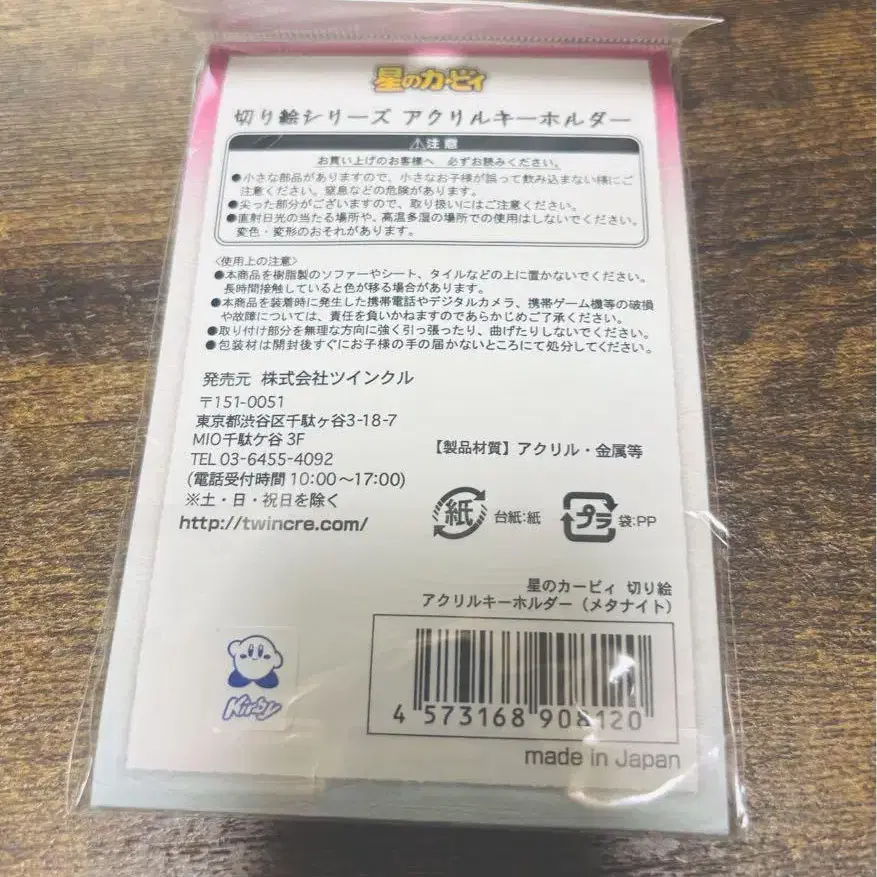 星のカービィ
切り絵シリーズ アクリルキーホルダー
⚠注意
お買い上げのお客様へ 必ずお読みください。
●小さな部品がありますので、小さなお子様が誤って飲み込まない様にご
注意ください。窒息などの危険があります。
●尖った部分がございますので、取り扱いにはご注意ください。
●直射日光の当たる場所や、高温多湿の場所での使用はしないでください。
変色・変形のおそれがあります。
〈使用上の注意〉
●本商品を樹脂製のソファーやシート、タイルなどの上に置かないでください。
長時間接触していると色が移る場合があります。
●本商品を装着時に発生した携帯電話やデジタルカメラ、携帯ゲーム機等の破損
や故障については、責任を負いかねますのであらかじめご了承ください。
●取り付け部分を無理な方向に強く引っ張ったり、曲げたりしないでください。
●包装材は開封後すぐにお子様の手の届かないところにて処分してください。
発売元 株式会社ツインクル
〒151-0051
東京都渋谷区千駄ヶ谷3-18-7
MIO千駄ケ谷 3F
TEL 03-6455-4092
(電話受付時間 10:00～17:00)
※土・日・祝日を除く
http://twincre.com/
【製品材質】アクリル・金属等
紙 台紙:紙
プラ 袋:PP
星のカービィ 切り絵
アクリルキーホルダー（メタナイト）
Kirby
4 573168 908120
made in Japan